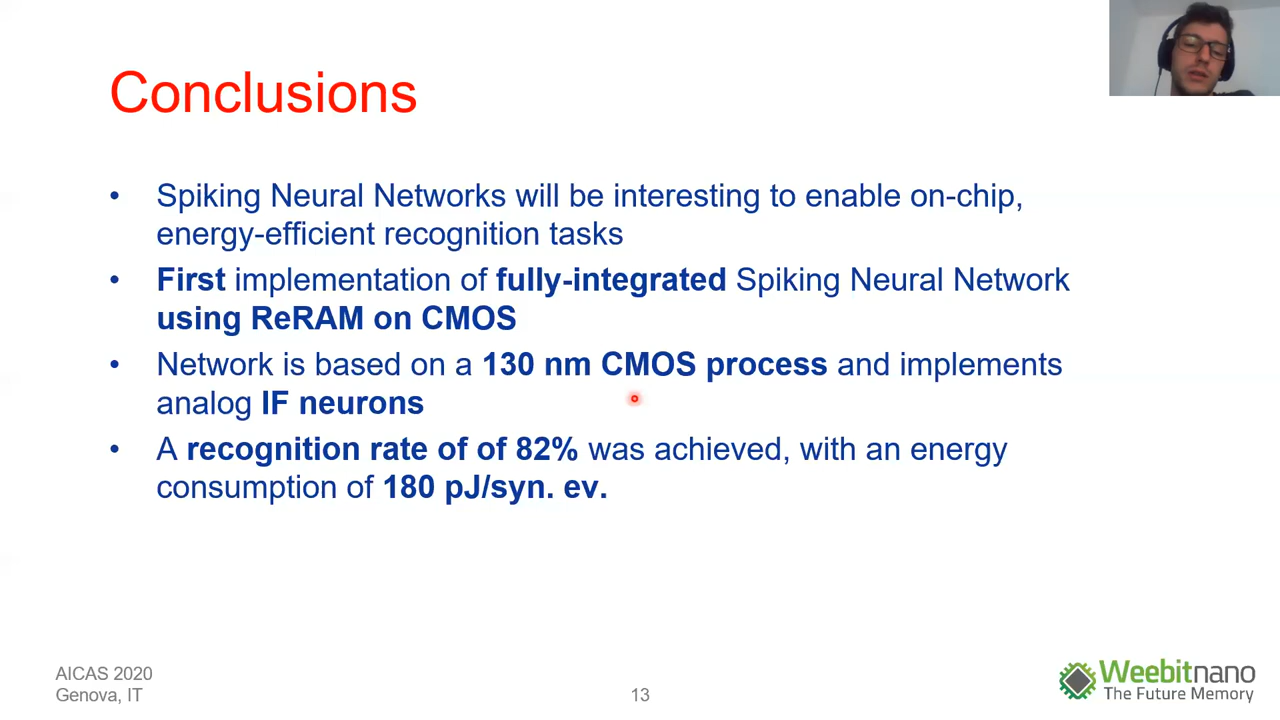 Conclusions
• Spiking Neural Networks will be interesting to enable on-chip,
energy-efficient recognition tasks
• First implementation of fully-integrated Spiking Neural Network
using ReRAM on CMOS
• Network is based on a 130 nm CMOS process and implements
analog IF neurons
• A recognition rate of of 82% was achieved, with an energy
consumption of 180 pJ/syn. ev.
AICAS 2020
Genova, IT
13
Weebitnano
The Future Memory